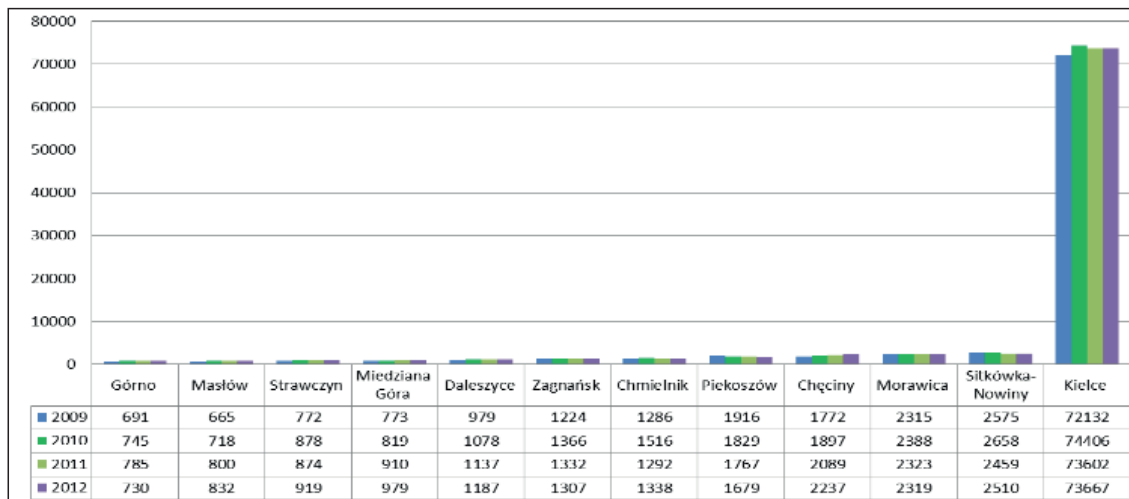 80000
70000
60000
50000
40000
30000
20000
10000
0
Górno Masłów Strawczyn Miedziana Góra Daleszyce Zagnańsk Chmielnik Piekoszów Chęciny Morawica Sitkówka-Nowiny Kielce
2009 691 665 772 773 979 1224 1286 1916 1772 2315 2575 72132
2010 745 718 878 819 1078 1366 1516 1829 1897 2388 2658 74406
2011 785 800 874 910 1137 1332 1292 1767 2089 2323 2459 73602
2012 730 832 919 979 1187 1307 1338 1679 2237 2319 2510 73667